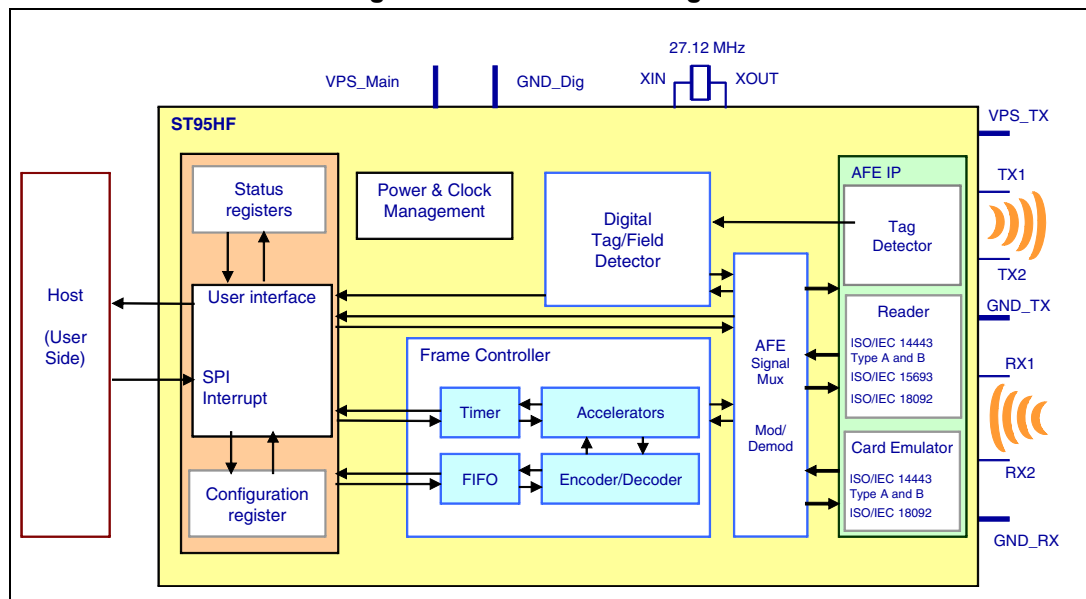 27.12 MHz
VPS_Main
GND_Dig
XIN
XOUT
VPS_TX
ST95HF
Status
registers
Power & Clock
Management
Digital
Tag/Field
Detector
AFE IP
Tag
Detector
TX1
TX2
GND_TX
Host
(User
Side)
User interface
SPI
Interrupt
Configuration
register
Frame Controller
Timer
Accelerators
FIFO
Encoder/Decoder
AFE
Signal
Mux
Mod/
Demod
Reader
ISO/IEC 14443
Type A and B
ISO/IEC 15693
ISO/IEC 18092
Card Emulator
ISO/IEC 14443
Type A and B
ISO/IEC 18092
RX1
RX2
GND_RX